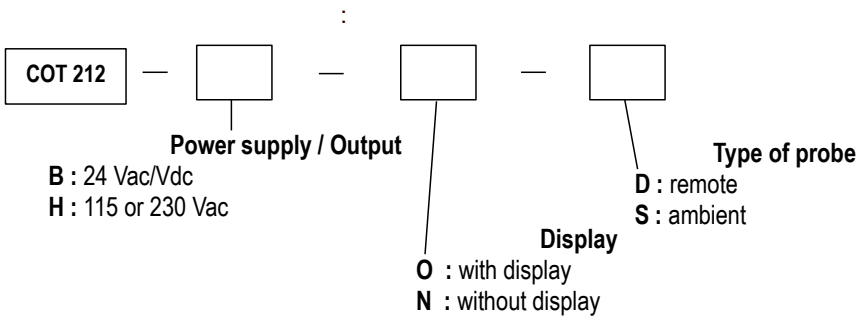 :
COT 212 — — —
Power supply / Output
B : 24 Vac/Vdc
H : 115 or 230 Vac
Type of probe
D : remote
S : ambient
Display
O : with display
N : without display